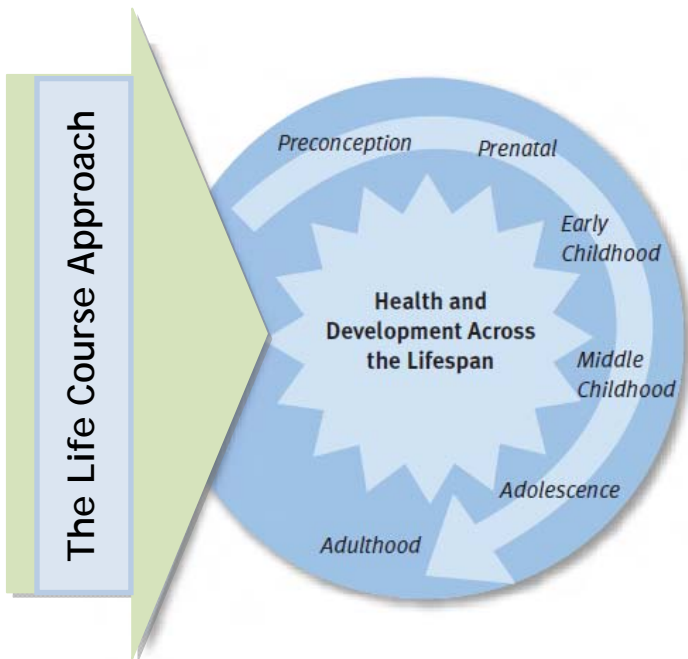 The Life Course Approach
Preconception
Prenatal
Early
Childhood
Health and
Development Across
the Lifespan
Middle
Childhood
Adolescence
Adulthood